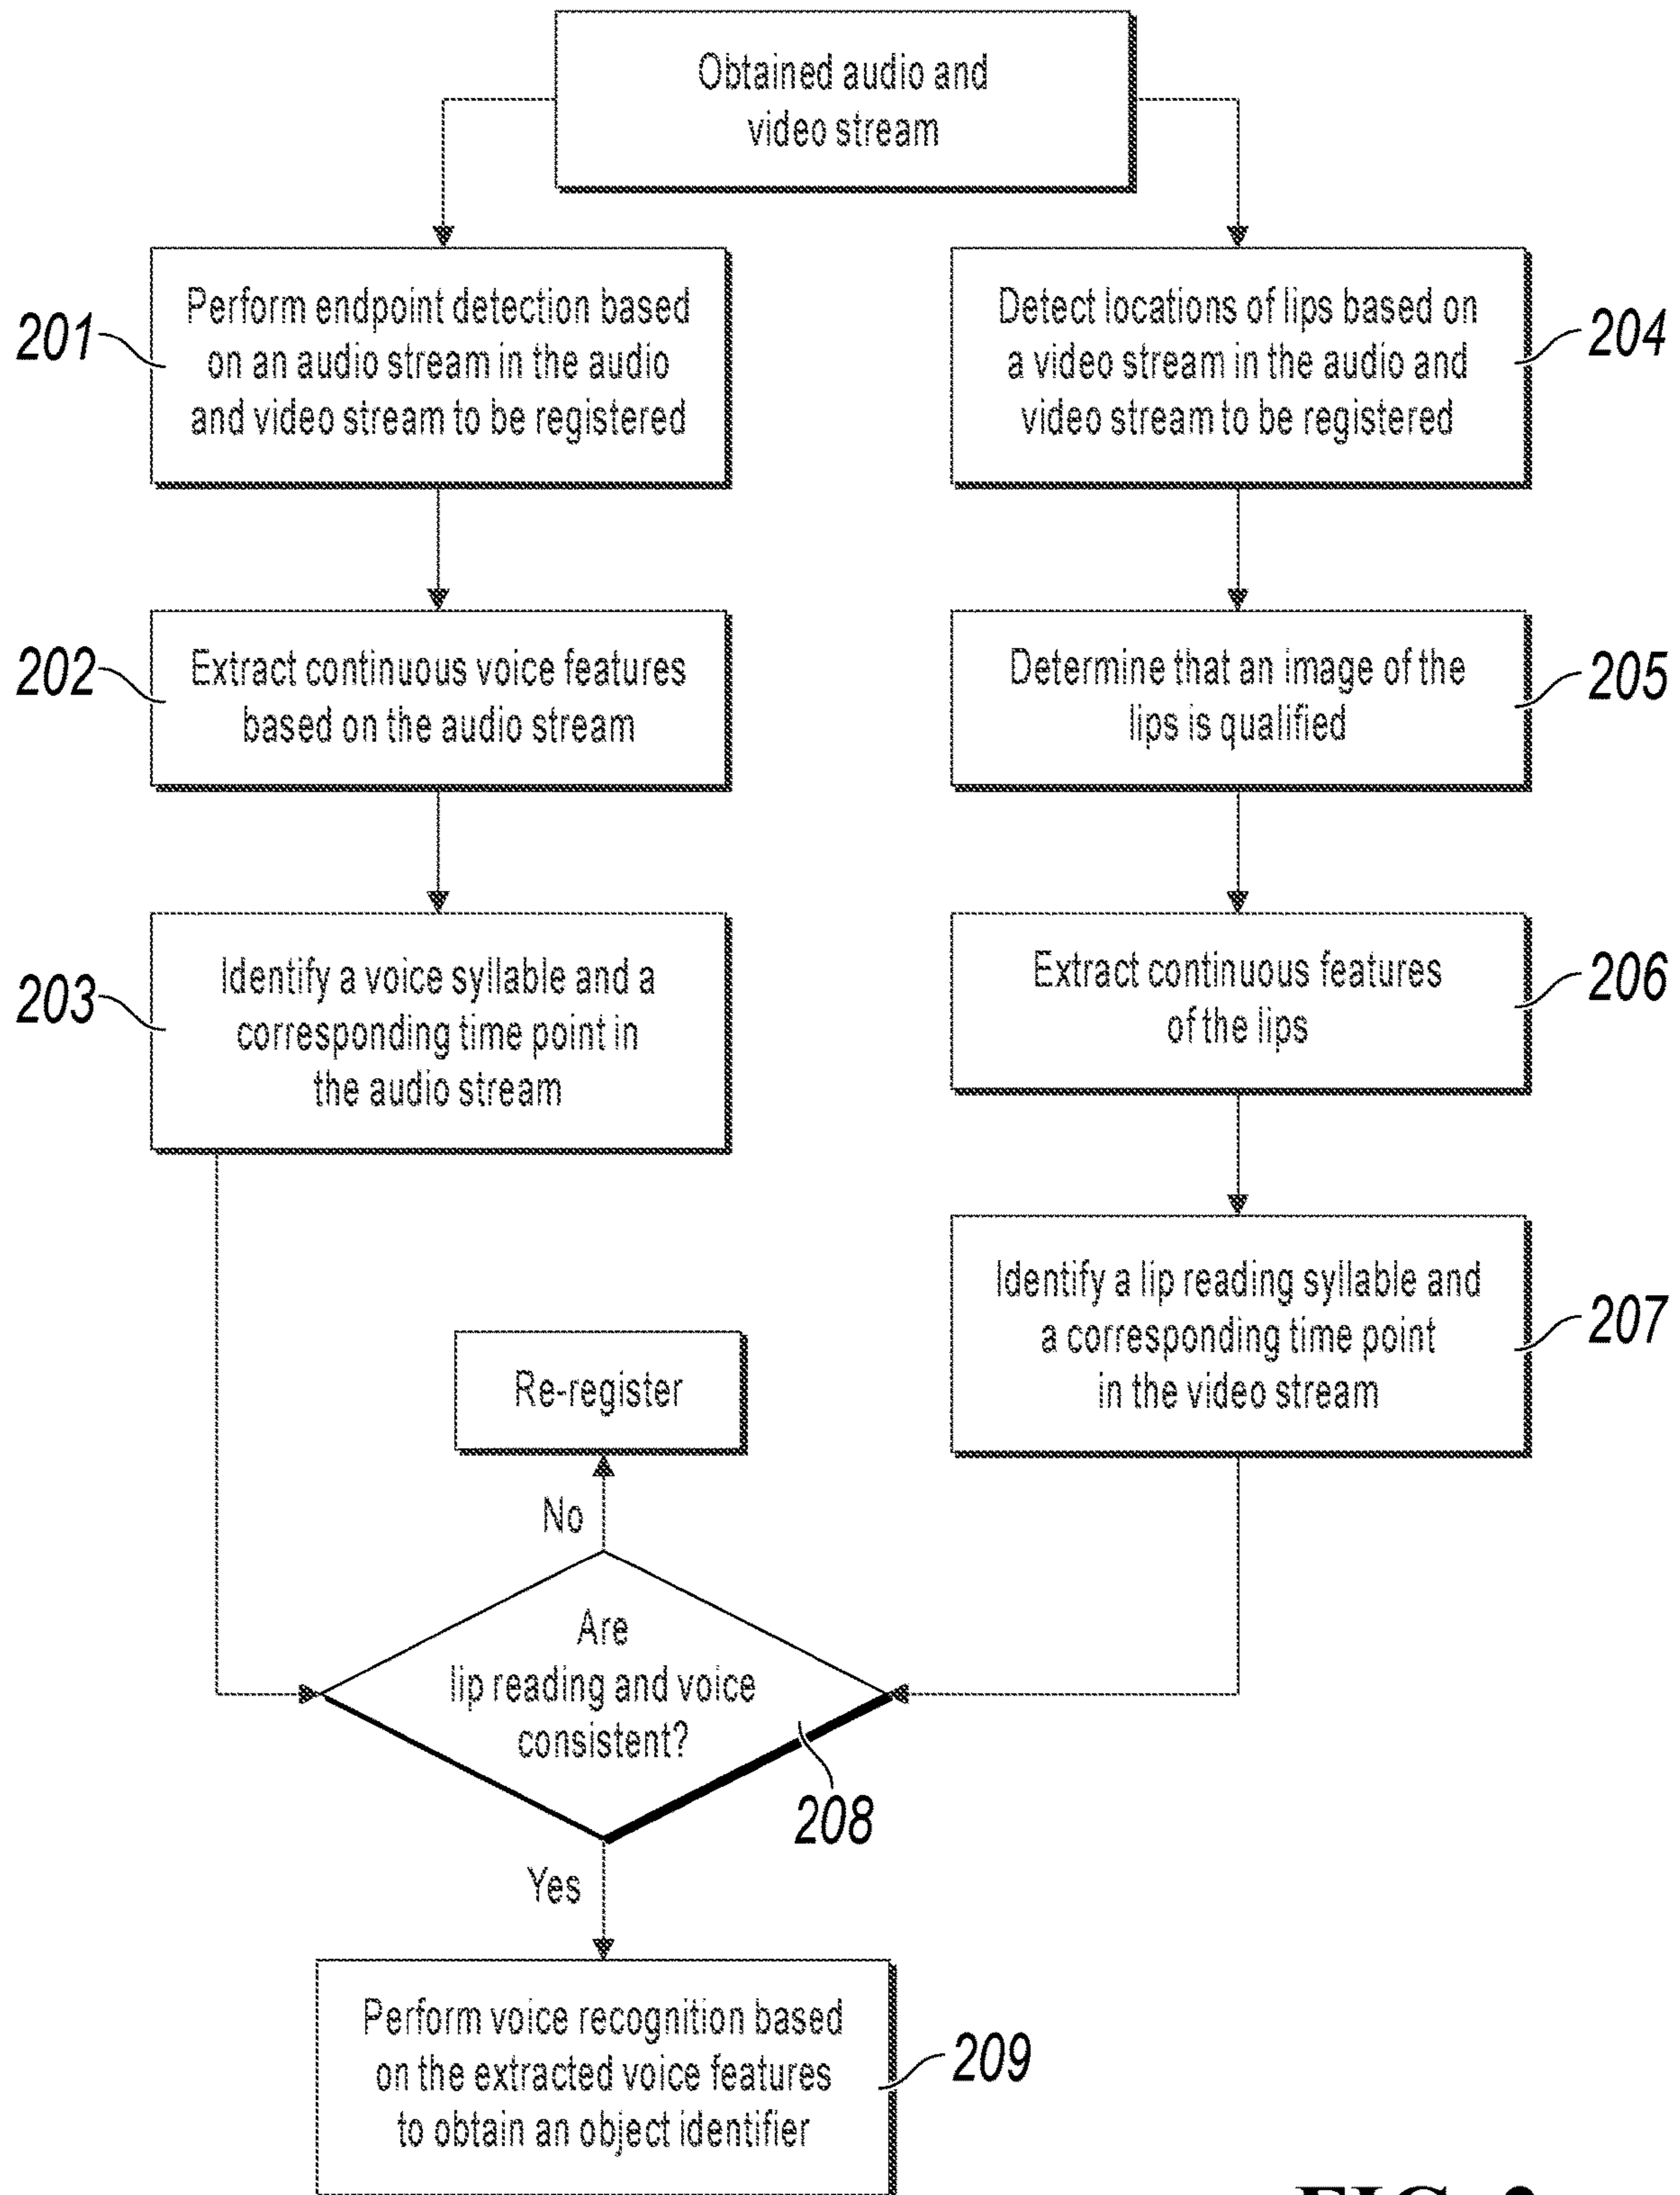 Obtained audio and
video stream
201
Perform endpoint detection based
on an audio stream in the audio
and video stream to be registered
202
Extract continuous voice features
based on the audio stream
203
Identify a voice syllable and a
corresponding time point in
the audio stream
Detect locations of lips based on
a video stream in the audio and
video stream to be registered
204
Determine that an image of the
lips is qualified
205
Extract continuous features
of the lips
206
Identify a lip reading syllable and
a corresponding time point
in the video stream
207
Re-register
No
Are
lip reading and voice
consistent?
208
Yes
Perform voice recognition based
on the extracted voice features
to obtain an object identifier
209